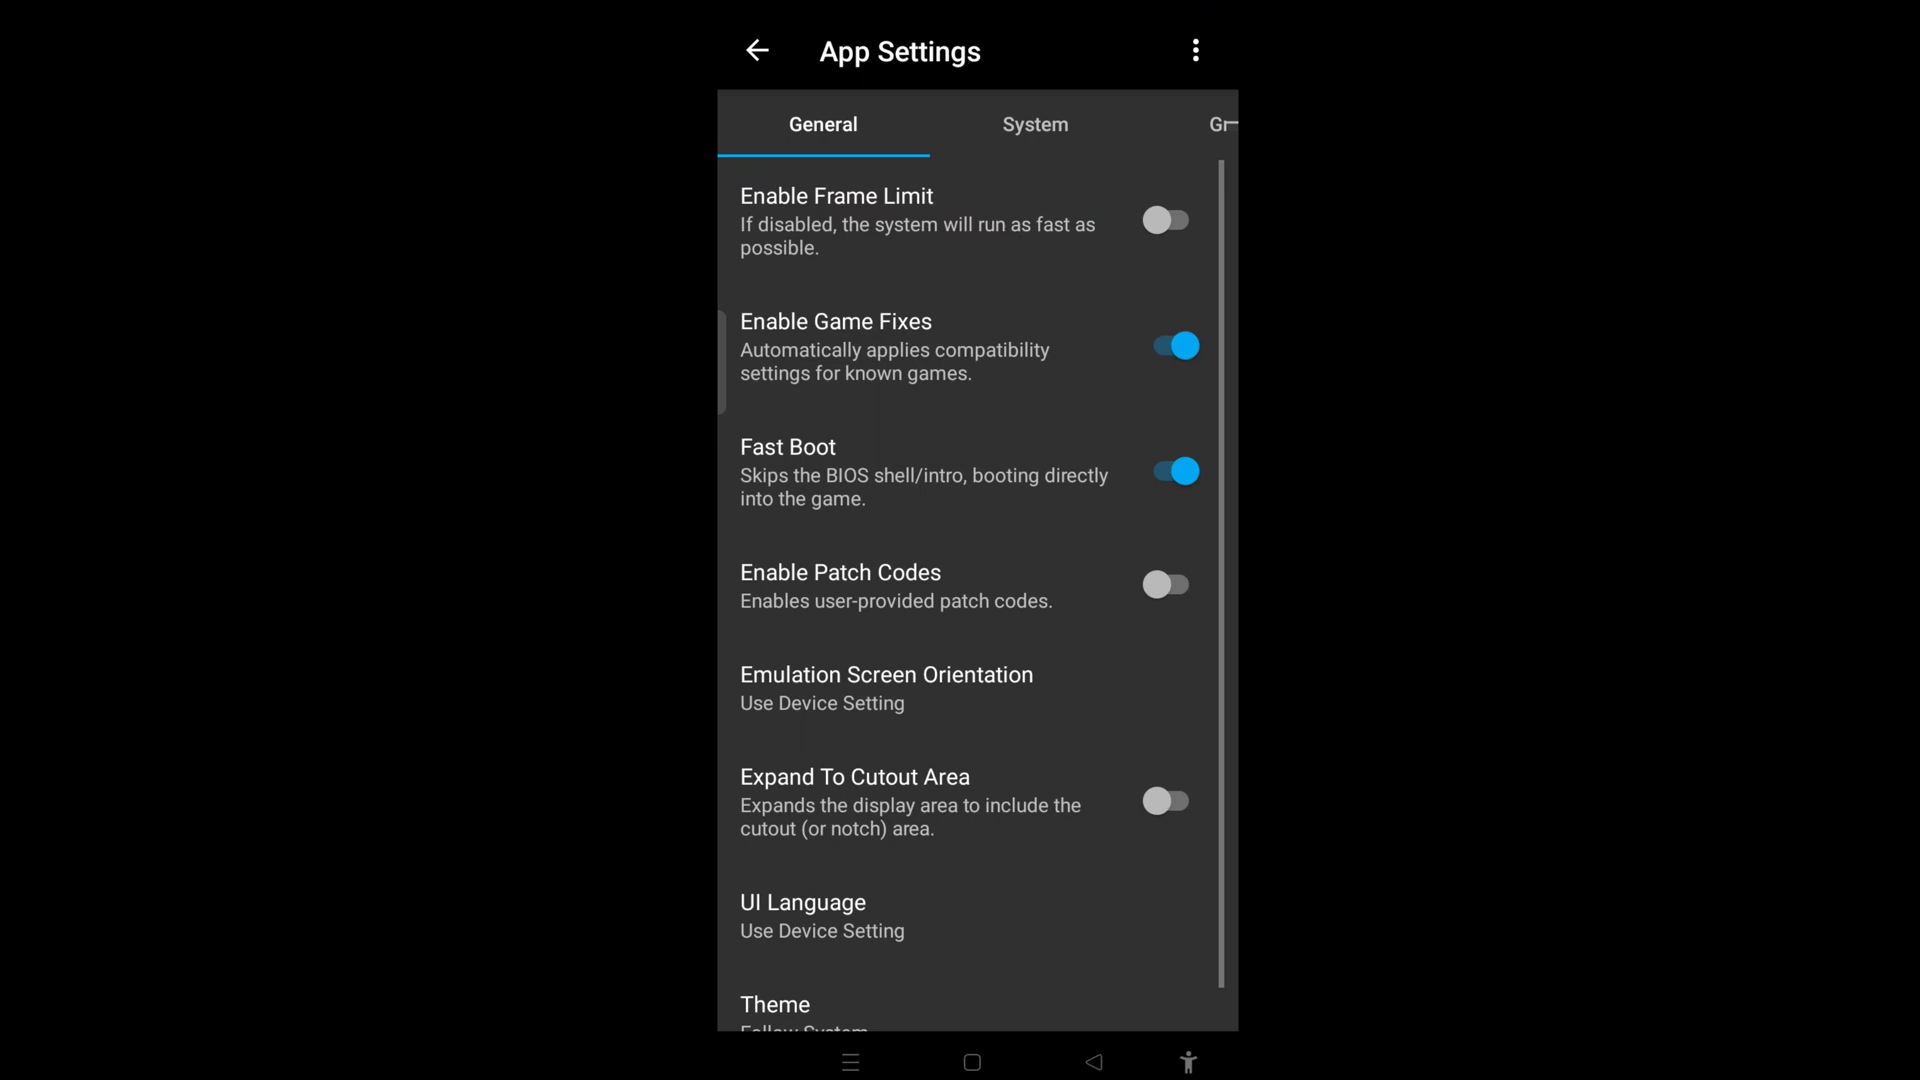 App Settings
General
System
Gr
Enable Frame Limit
If disabled, the system will run as fast as
possible.
Enable Game Fixes
Automatically applies compatibility
settings for known games.
Fast Boot
Skips the BIOS shell/intro, booting directly
into the game.
Enable Patch Codes
Enables user-provided patch codes.
Emulation Screen Orientation
Use Device Setting
Expand To Cutout Area
Expands the display area to include the
cutout (or notch) area.
UI Language
Use Device Setting
Theme
Follow System